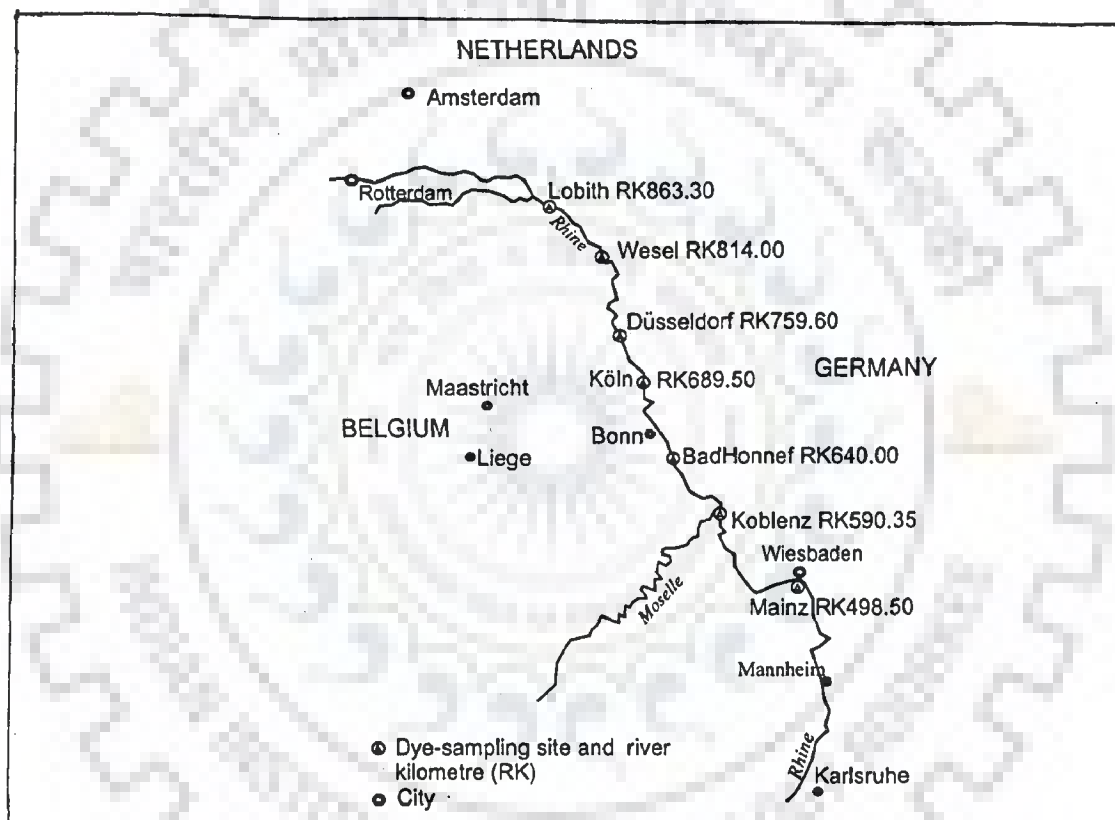 NETHERLANDS
Amsterdam
Rotterdam
Lobith RK863.30
Rhine
Wesel RK814.00
Düsseldorf RK759.60
GERMANY
Köln RK689.50
Maastricht
BELGIUM
Bonn
Liege
BadHonnef RK640.00
Koblenz RK590.35
Wiesbaden
Moselle
Mainz RK498.50
Mannheim
Rhine
Karlsruhe
Dye-sampling site and river
kilometre (RK)
City